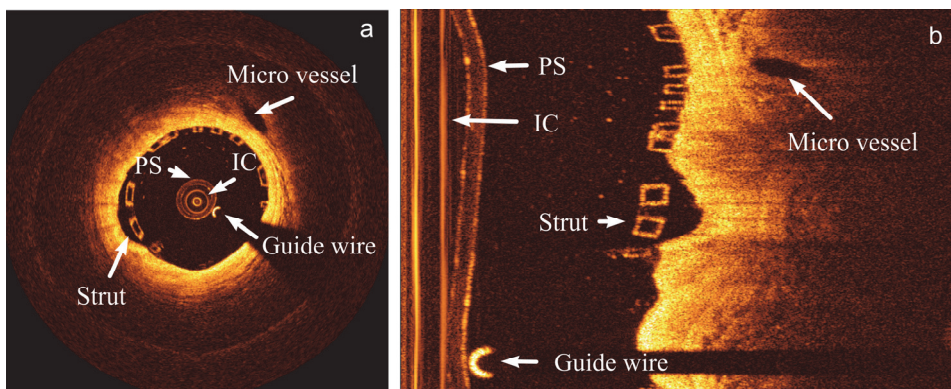 a
Micro vessel
PS
IC
Guide wire
Strut
b
PS
IC
Micro vessel
Strut
Guide wire